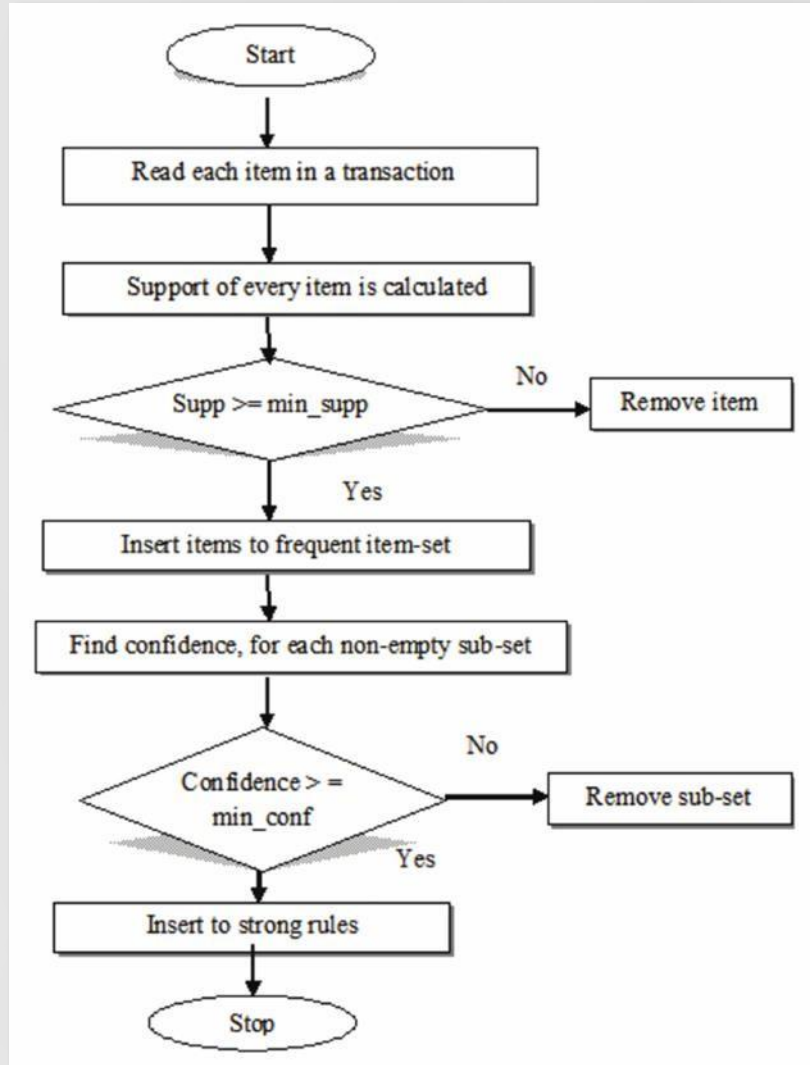 Start
Read each item in a transaction
Support of every item is calculated
Supp >= min_supp
No
Remove item
Yes
Insert items to frequent item-set
Find confidence, for each non-empty sub-set
Confidence > =
min_conf
No
Remove sub-set
Yes
Insert to strong rules
Stop